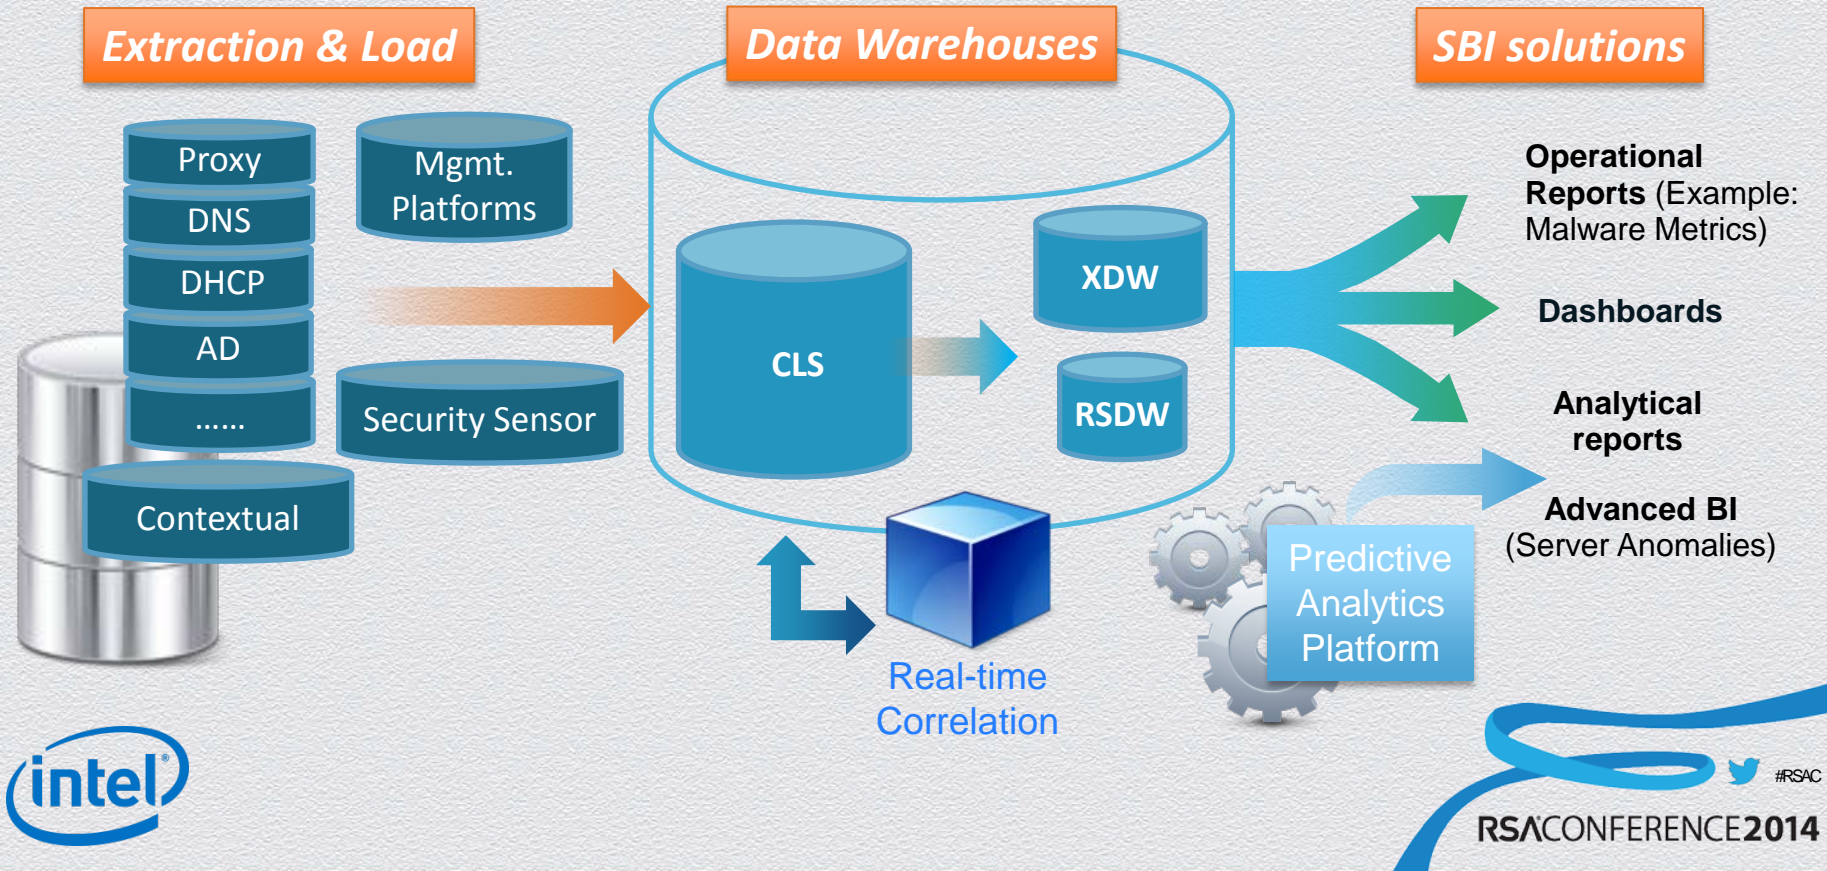 Extraction & Load
Data Warehouses
SBI solutions
Proxy
DNS
DHCP
AD
......
Contextual
Mgmt.
Platforms
Security Sensor
CLS
XDW
RSDW
Real-time
Correlation
Operational
Reports (Example:
Malware Metrics)
Dashboards
Analytical
reports
Advanced BI
(Server Anomalies)
Predictive
Analytics
Platform
intel®
#RSAC
RSACONFERENCE2014